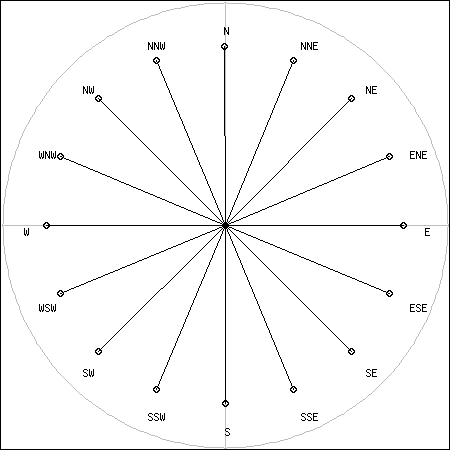 N
NNW NNE
NW NE
WNW ENE
W E
WSW ESE
SW SE
SSW SSE
S